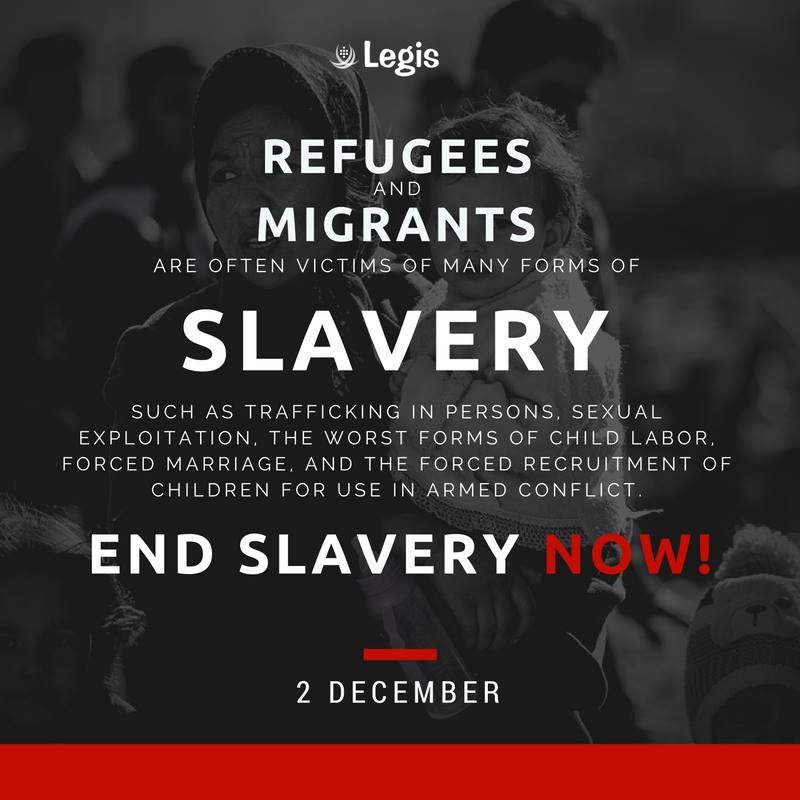 Legis
REFUGEES
AND
MIGRANTS
ARE OFTEN VICTIMS OF MANY FORMS OF
SLAVERY
SUCH AS TRAFFICKING IN PERSONS, SEXUAL
EXPLOITATION, THE WORST FORMS OF CHILD LABOR,
FORCED MARRIAGE, AND THE FORCED RECRUITMENT OF
CHILDREN FOR USE IN ARMED CONFLICT.
END SLAVERY NOW!
2 DECEMBER